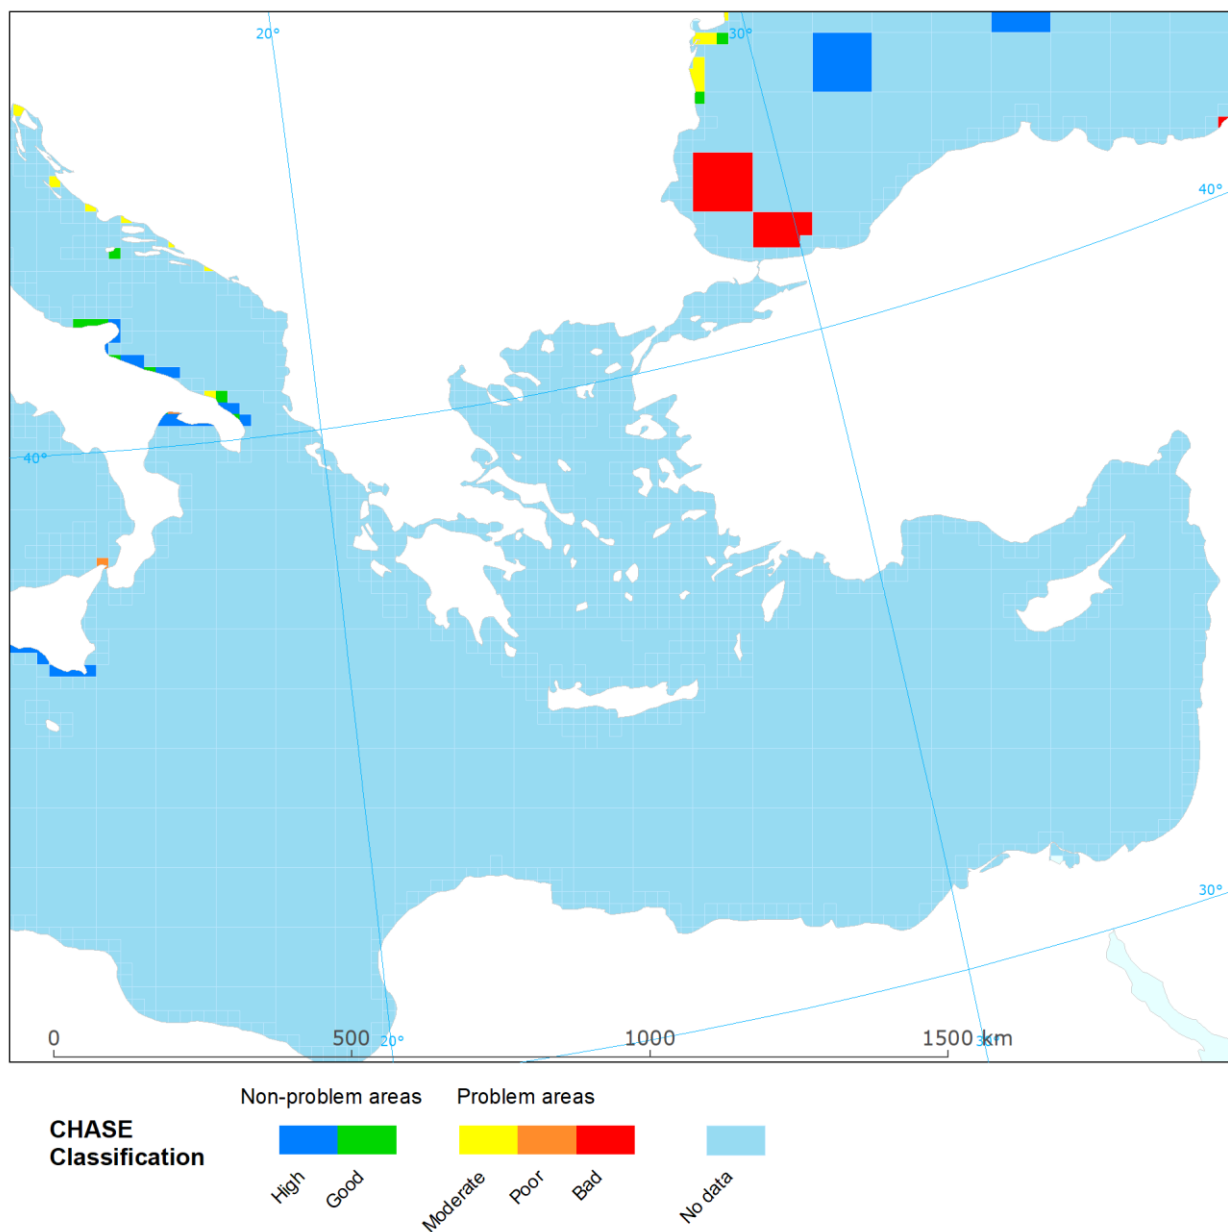 20°
30°
40°
40°
30°
0
500
1000
1500 km
20°
30°
Non-problem areas
Problem areas
CHASE
Classification
High
Good
Moderate
Poor
Bad
No data